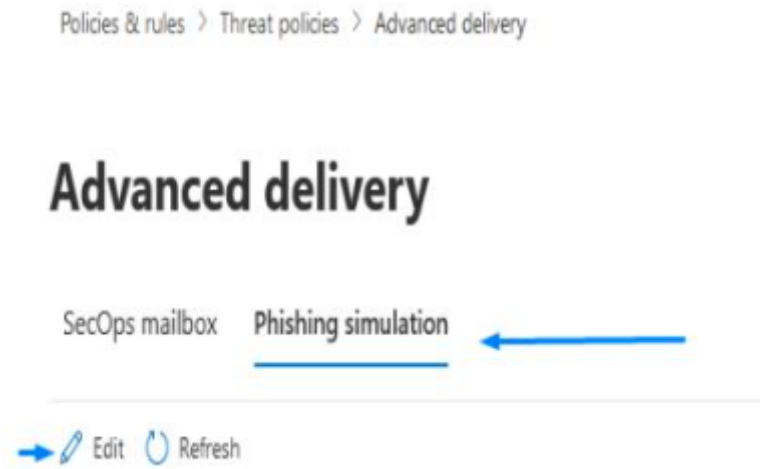 Policies & rules > Threat policies > Advanced delivery
Advanced delivery
SecOps mailbox Phishing simulation
Edit Refresh